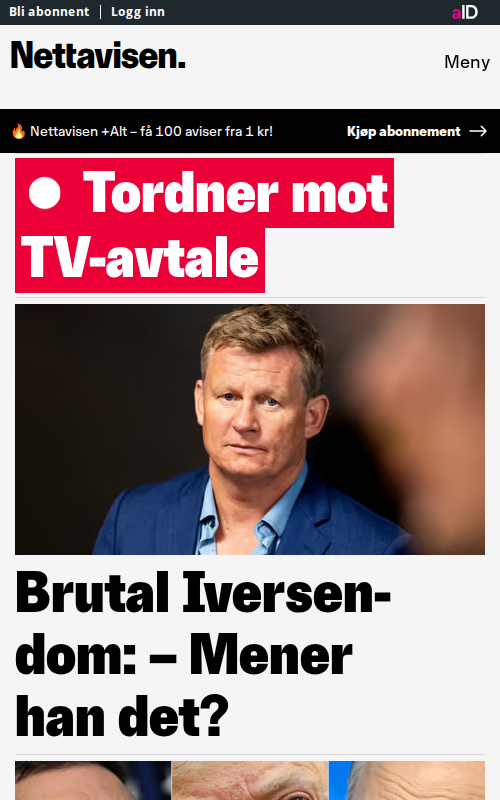 Bli abonnent | Logg inn
aID
Nettavisen.
Meny
🔥 Nettavisen +Alt – få 100 aviser fra 1 kr!
Kjøp abonnement →
Tordner mot
TV-avtale
Brutal Iversen-
dom: – Mener
han det?